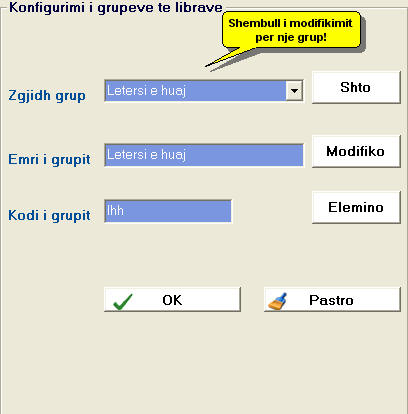 Konfigurimi i grupeve te librave
Shembull i modifikimit
per nje grup!
Zgjidh grup
Letersi e huaj
Shto
Emri i grupit
Letersi e huaj
Modifiko
Kodi i grupit
lhh
Elemino
OK
Pastro